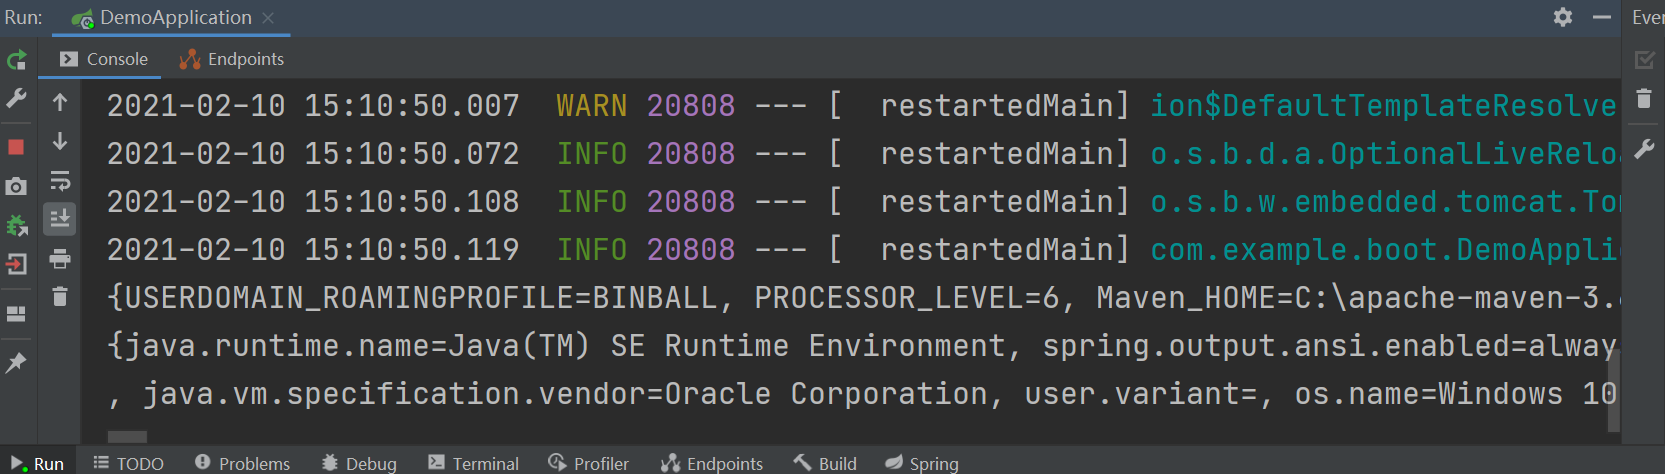 Run: DemoApplication Even
Console Endpoints
2021-02-10 15:10:50.007 WARN 20808 --- [ restartedMain] ion$DefaultTemplateResolve
2021-02-10 15:10:50.072 INFO 20808 --- [ restartedMain] o.s.b.d.a.OptionalLiveReloa
2021-02-10 15:10:50.108 INFO 20808 --- [ restartedMain] o.s.b.w.embedded.tomcat.Tom
2021-02-10 15:10:50.119 INFO 20808 --- [ restartedMain] com.example.boot.DemoApplic
{USERDOMAIN_ROAMINGPROFILE=BINBALL, PROCESSOR_LEVEL=6, Maven_HOME=C:\apache-maven-3.
{java.runtime.name=Java(TM) SE Runtime Environment, spring.output.ansi.enabled=alway
, java.vm.specification.vendor=Oracle Corporation, user.variant=, os.name=Windows 10
Run TODO Problems Debug Terminal Profiler Endpoints Build Spring